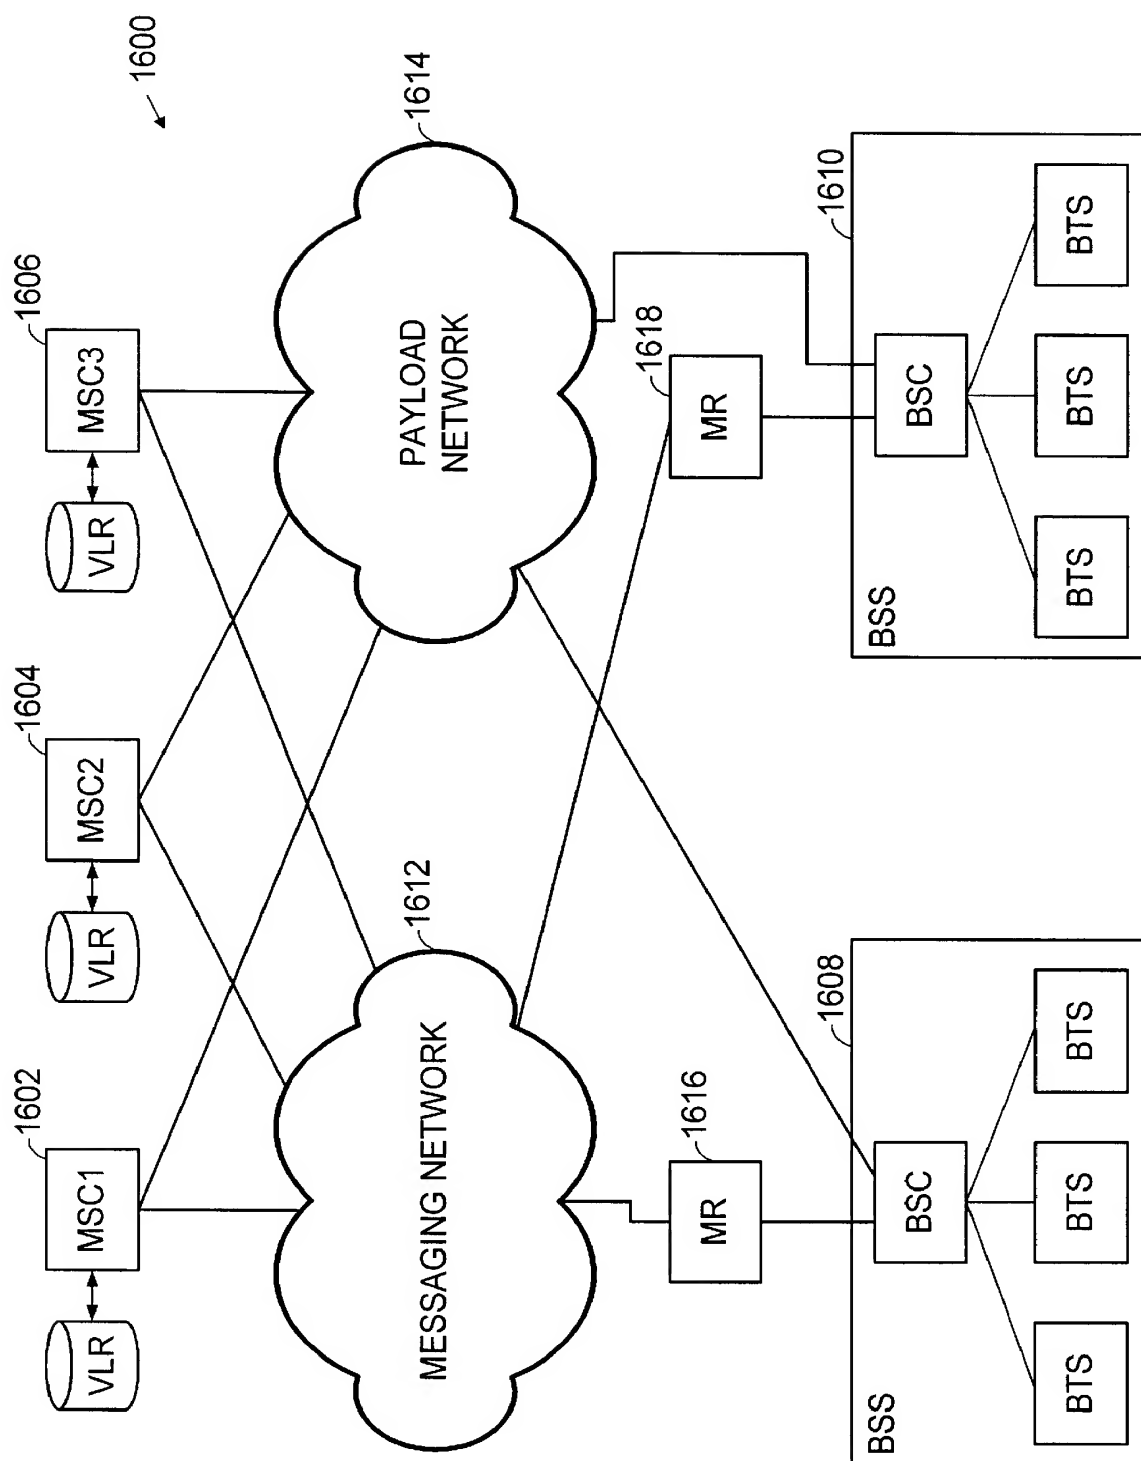 1600
1602
1604
1606
VLR
MSC1
VLR
MSC2
VLR
MSC3
1612
1614
MESSAGING NETWORK
PAYLOAD
NETWORK
1616
1618
MR
MR
1608
1610
BSS
BSC
BSS
BSC
BTS
BTS
BTS
BTS
BTS
BTS